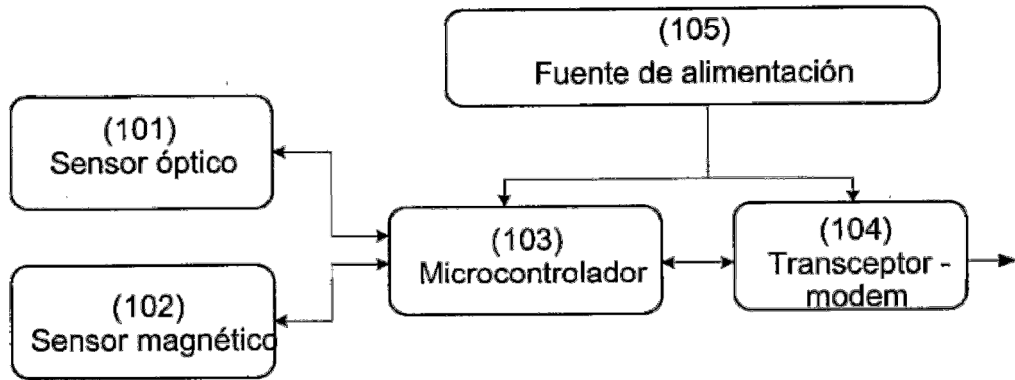 (105)
Fuente de alimentación
(101)
Sensor óptico
(103)
Microcontrolador
(104)
Transceptor -
modem
(102)
Sensor magnético